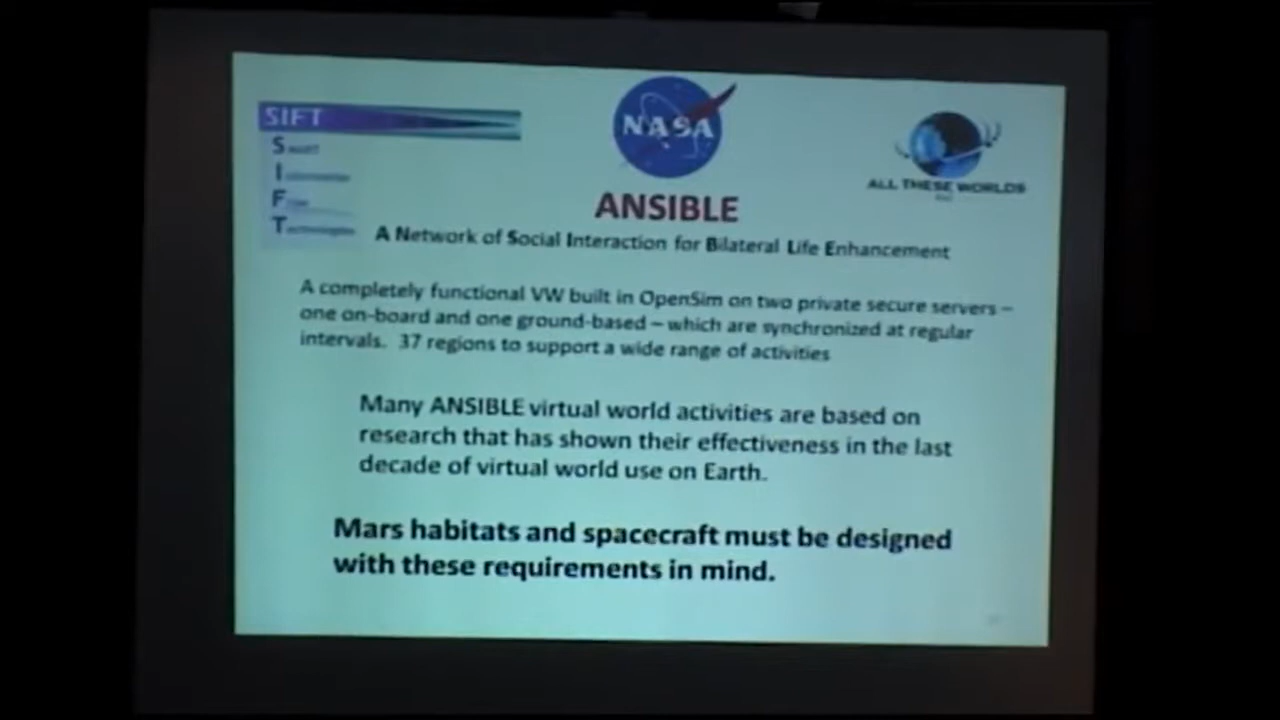 SIFT
S
I
F
T
NASA
ALL THESE WORLDS
ANSIBLE
A Network of Social Interaction for Bilateral Life Enhancement
A completely functional VW built in OpenSim on two private secure servers –
one on-board and one ground-based – which are synchronized at regular
intervals. 37 regions to support a wide range of activities
Many ANSIBLE virtual world activities are based on
research that has shown their effectiveness in the last
decade of virtual world use on Earth.
Mars habitats and spacecraft must be designed
with these requirements in mind.